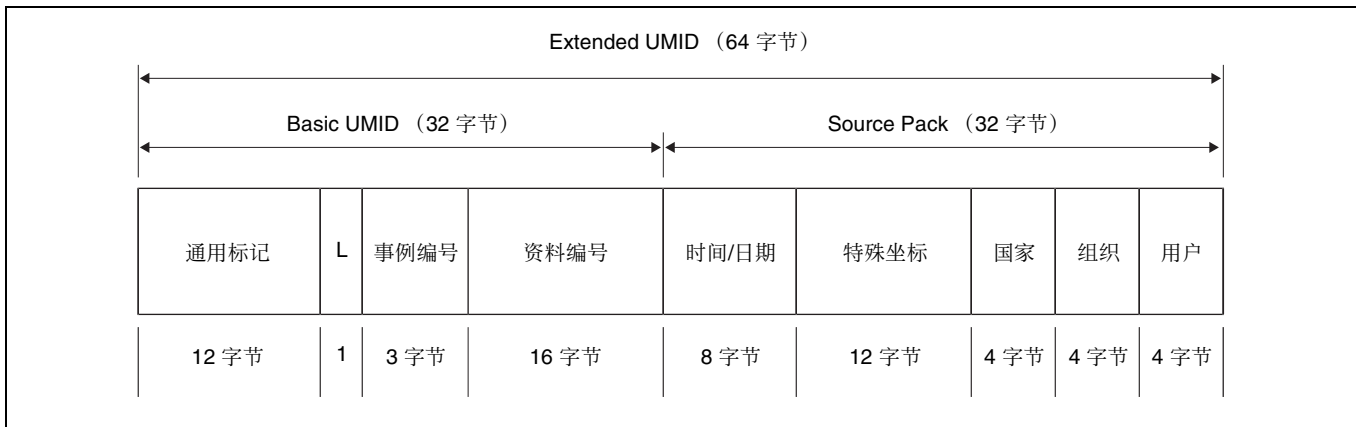 Extended UMID （64 字节）
Basic UMID （32 字节） Source Pack （32 字节）
通用标记 L 事例编号 资料编号 时间/日期 特殊坐标 国家 组织 用户
12 字节 1 3 字节 16 字节 8 字节 12 字节 4 字节 4 字节 4 字节